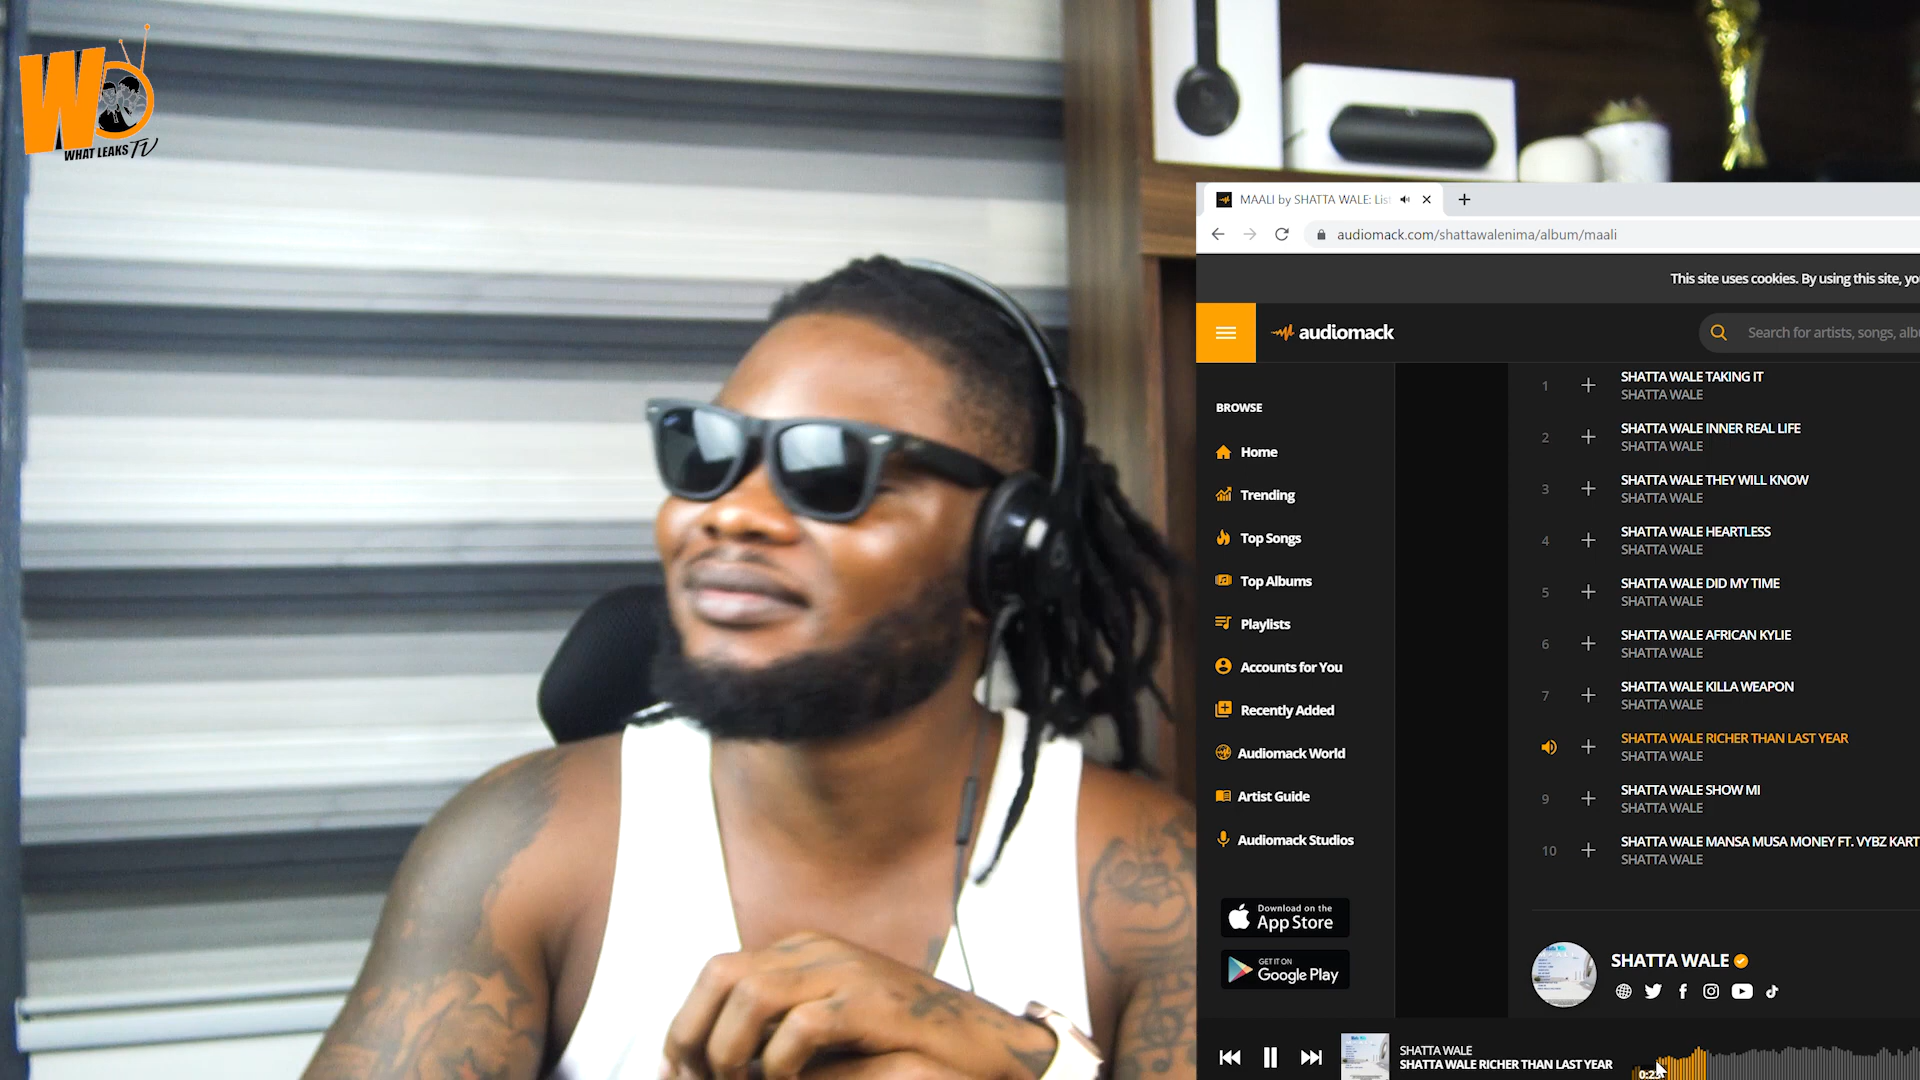 W
WHAT LEAKS TV
MAALI by SHATTA WALE: Lis
audiomack.com/shattawalenima/album/maali
This site uses cookies. By using this site, yo
audiomack
Search for artists, songs, alb
BROWSE
Home
Trending
Top Songs
Top Albums
Playlists
Accounts for You
Recently Added
Audiomack World
Artist Guide
Audiomack Studios
Download on the
App Store
GET IT ON
Google Play
1
SHATTA WALE TAKING IT
SHATTA WALE
2
SHATTA WALE INNER REAL LIFE
SHATTA WALE
3
SHATTA WALE THEY WILL KNOW
SHATTA WALE
4
SHATTA WALE HEARTLESS
SHATTA WALE
5
SHATTA WALE DID MY TIME
SHATTA WALE
6
SHATTA WALE AFRICAN KYLIE
SHATTA WALE
7
SHATTA WALE KILLA WEAPON
SHATTA WALE
SHATTA WALE RICHER THAN LAST YEAR
SHATTA WALE
9
SHATTA WALE SHOW MI
SHATTA WALE
10
SHATTA WALE MANSA MUSA MONEY FT. VYBZ KART
SHATTA WALE
SHATTA WALE
SHATTA WALE
SHATTA WALE RICHER THAN LAST YEAR